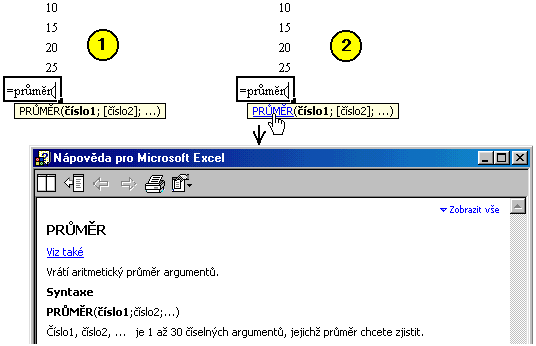 10 10
15 15
20 20
25 25
1 2
=průměr( =průměr(
PRŮMĚR(číslo1; [číslo2]; ...) PRŮMĚR(číslo1; [číslo2]; ...)
Nápověda pro Microsoft Excel
Zobrazit vše
PRŮMĚR
Viz také
Vrátí aritmetický průměr argumentů.
Syntaxe
PRŮMĚR(číslo1;číslo2;...)
Číslo1, číslo2, ... je 1 až 30 číselných argumentů, jejichž průměr chcete zjistit.